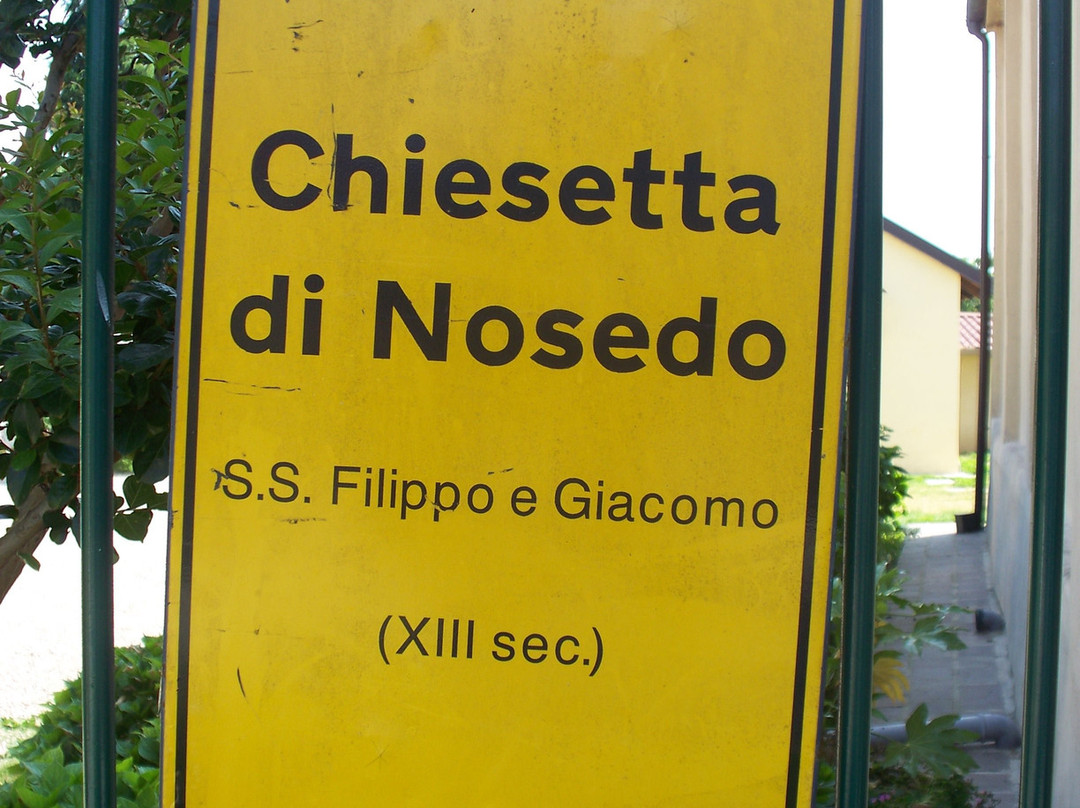 Chiesetta
di Nosedo
S.S. Filippo e Giacomo
(XIII sec.)